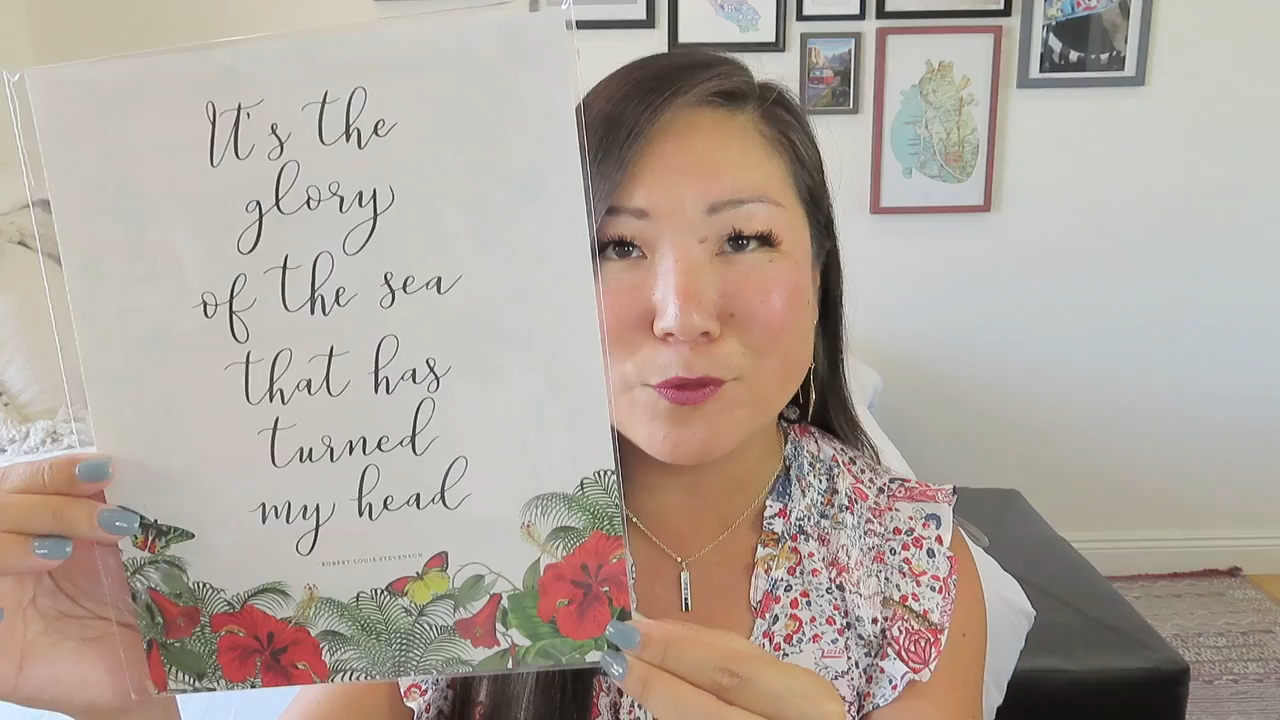 It's the
glory
of the sea
that has
turned
my head
ROBERT LOUIS STEVENSON